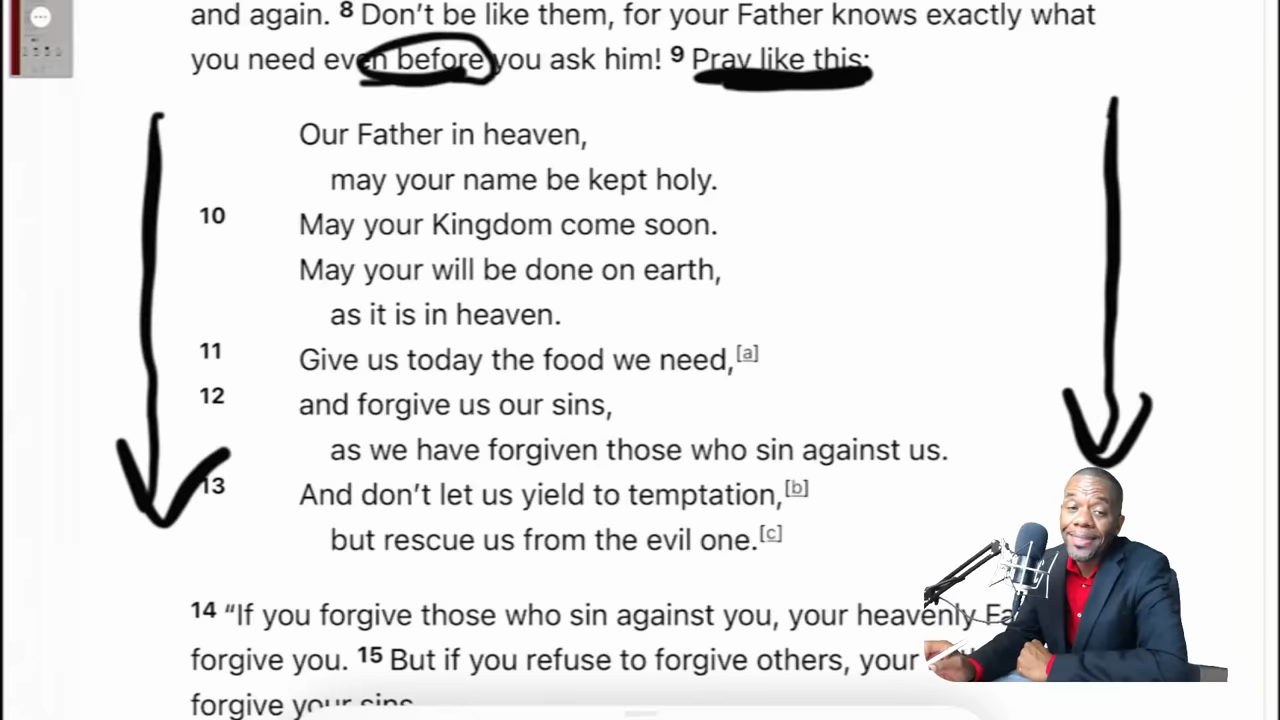 and again. 8 Don’t be like them, for your Father knows exactly what
you need even before you ask him! 9 Pray like this:
Our Father in heaven,
may your name be kept holy.
10 May your Kingdom come soon.
May your will be done on earth,
as it is in heaven.
11 Give us today the food we need,[a]
12 and forgive us our sins,
as we have forgiven those who sin against us.
13 And don’t let us yield to temptation,[b]
but rescue us from the evil one.[c]
14 “If you forgive those who sin against you, your heavenly
forgive you. 15 But if you refuse to forgive others, your
forgive your sins